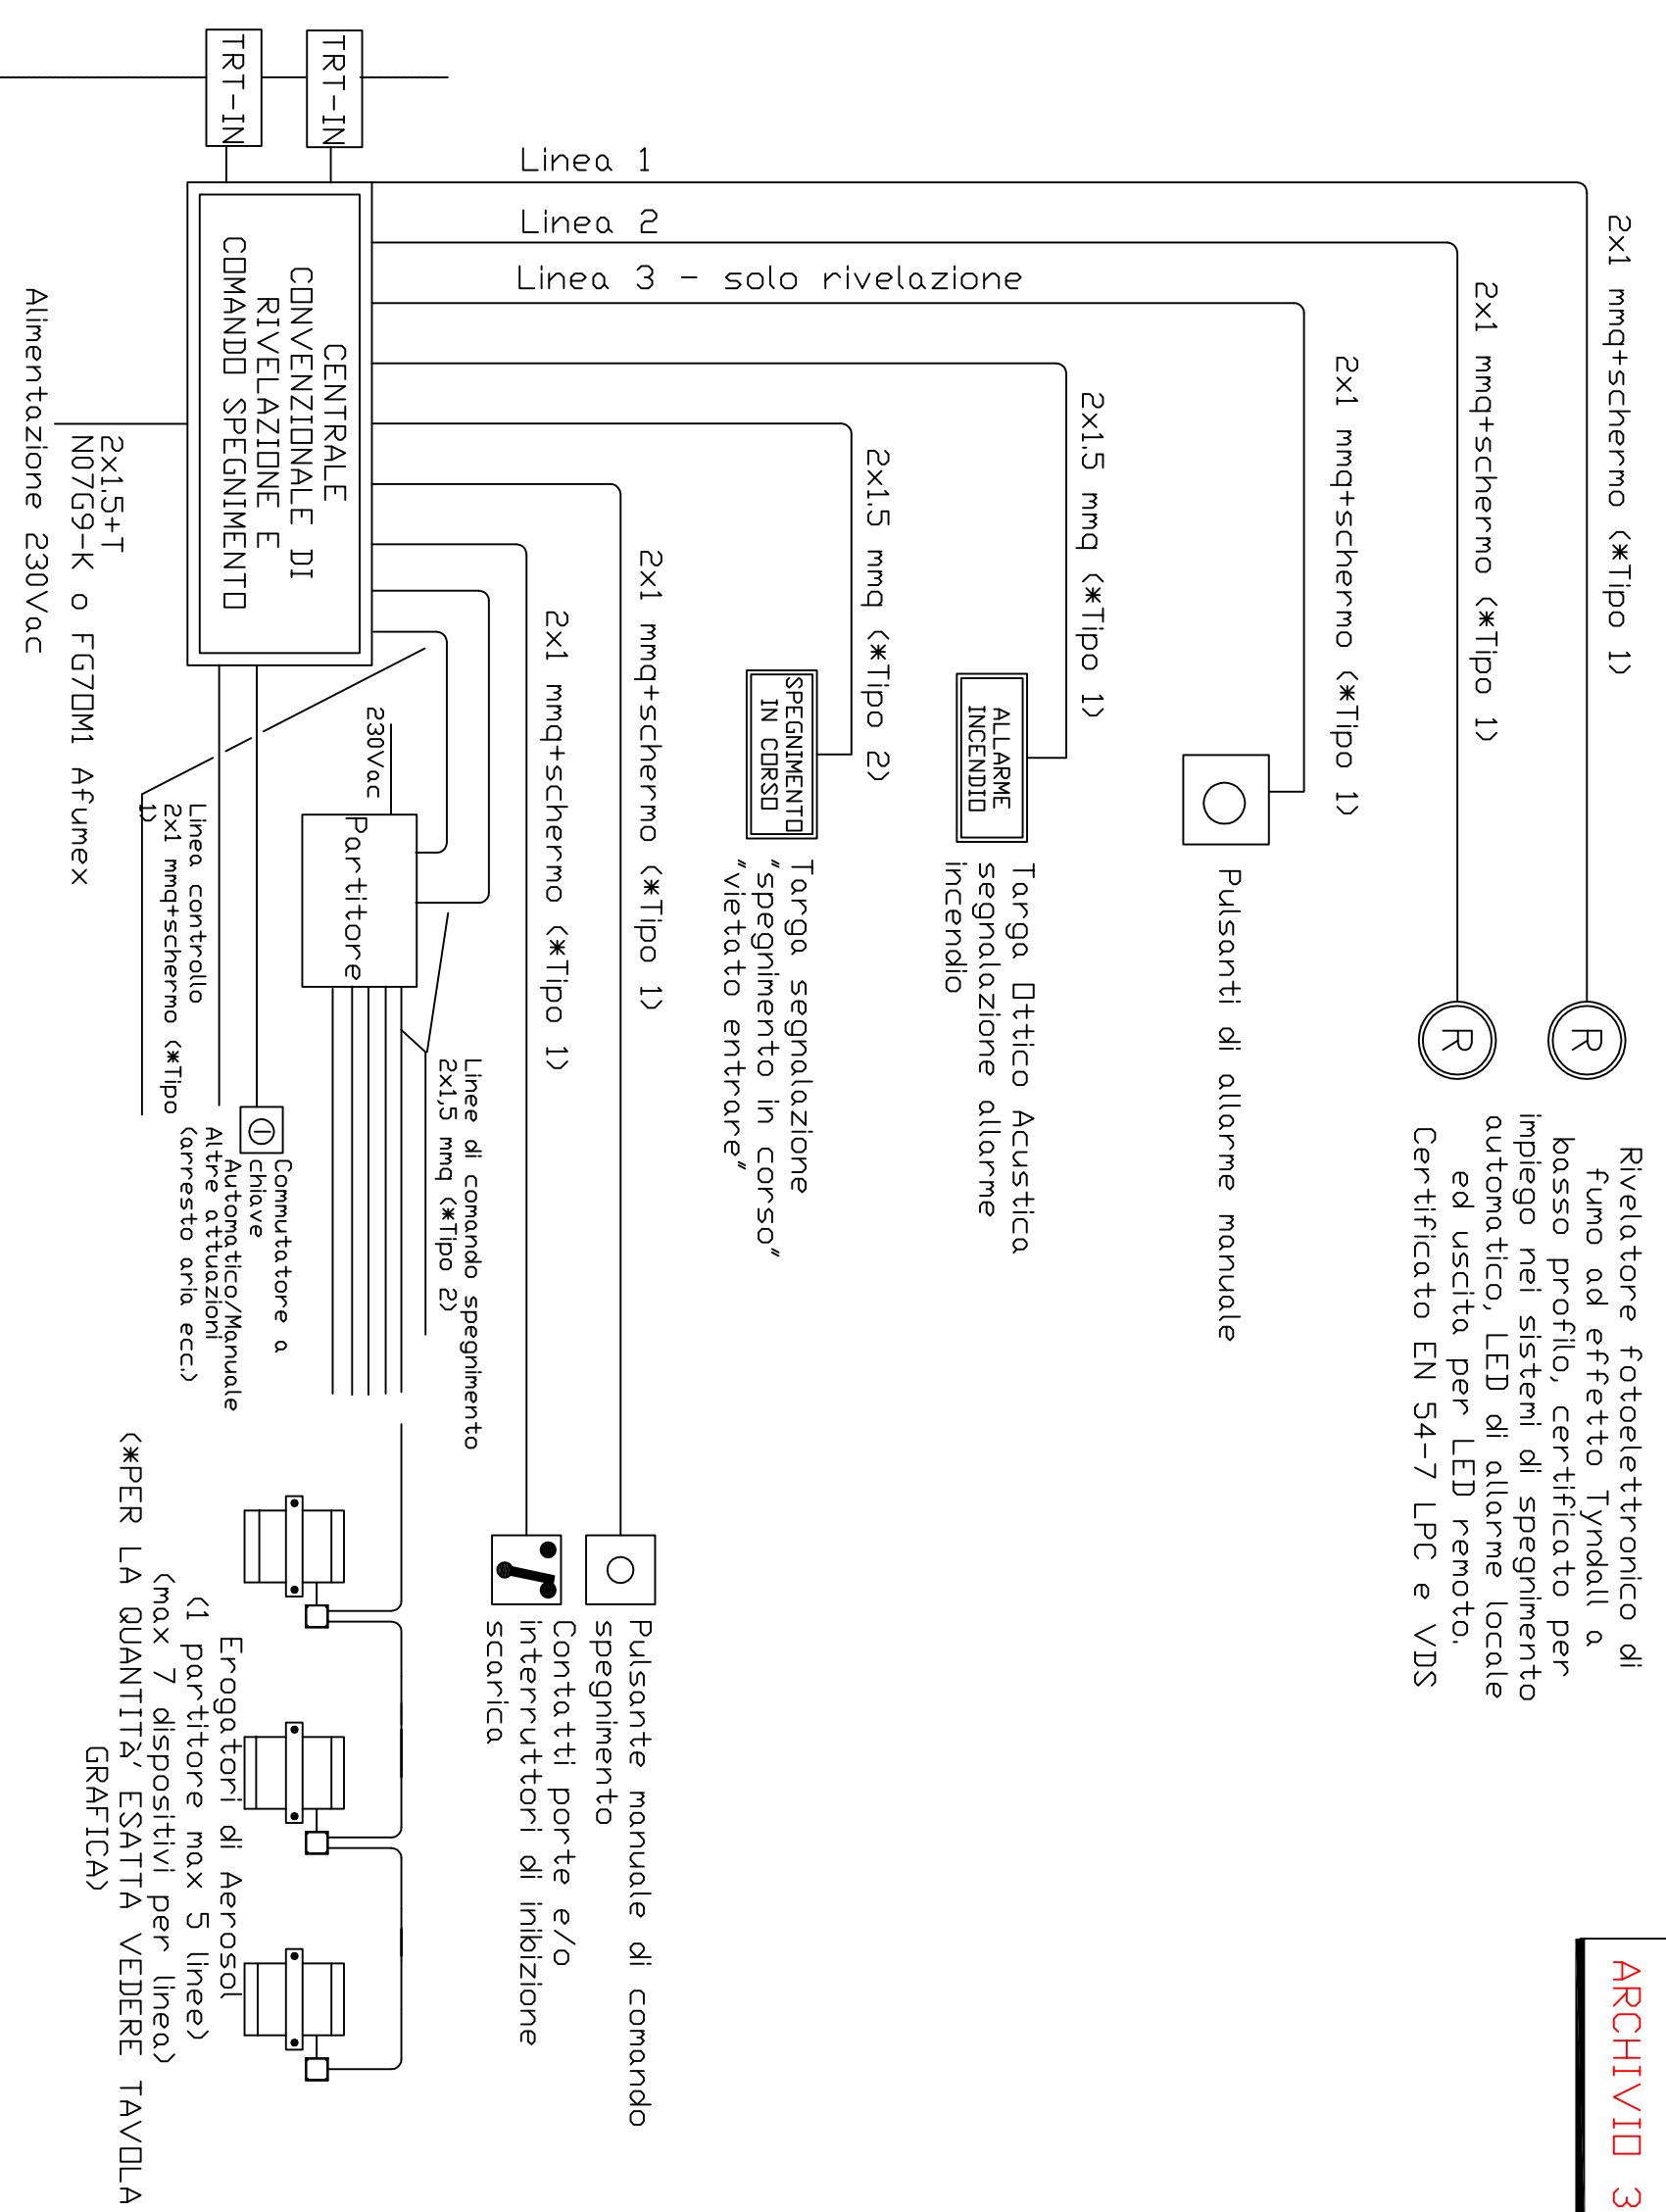 ARCHIVIO 3
2x1 mmq+schermo (*Tipo 1)
Rivelatore fotoelettronico di
fumo ad effetto Tyndall a
basso profilo, certificato per
impiego nei sistemi di spegnimento
automatico, LED di allarme locale
ed uscita per LED remoto.
Certificato EN 54-7 LPC e VDS
R
R
2x1 mmq+schermo (*Tipo 1)
2x1 mmq+schermo (*Tipo 1)
Pulsanti di allarme manuale
2x1.5 mmq (*Tipo 1)
ALLARME
INCENDIO
Targa Ottico Acustica
segnalazione allarme
incendio
2x1.5 mmq (*Tipo 2)
SPEGNIMENTO
IN CORSO
Targa segnalazione
"spegnimento in corso"
"vietato entrare"
Linea 1
Linea 2
Linea 3 - solo rivelazione
2x1 mmq+schermo (*Tipo 1)
Pulsante manuale di comando
spegnimento
2x1 mmq+schermo (*Tipo 1)
Contatti porte e/o
interruttori di inibizione
scarica
Linee di comando spegnimento
2x1,5 mmq (*Tipo 2)
TRT-IN
TRT-IN
CENTRALE
CONVENZIONALE DI
RIVELAZIONE E
COMANDO SPEGNIMENTO
230Vac
Partitore
Commutatore a
chiave
Automatico/Manuale
Altre attuazioni
(arresto aria ecc.)
Linea controllo
2x1 mmq+schermo (*Tipo
1)
Erogatori di Aerosol
(1 partitore max 5 linee)
(max 7 dispositivi per linea)
(*PER LA QUANTITà' ESATTA VEDERE TAVOLA
GRAFICA)
2x1.5+T
N07G9-K o FG7OM1 Afumex
Alimentazione 230Vac